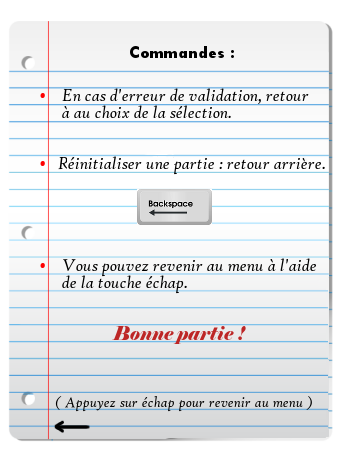 Commandes :
• En cas d'erreur de validation, retour
à au choix de la sélection.
• Réinitialiser une partie : retour arrière.
Backspace
• Vous pouvez revenir au menu à l'aide
de la touche échap.
Bonne partie !
( Appuyez sur échap pour revenir au menu )